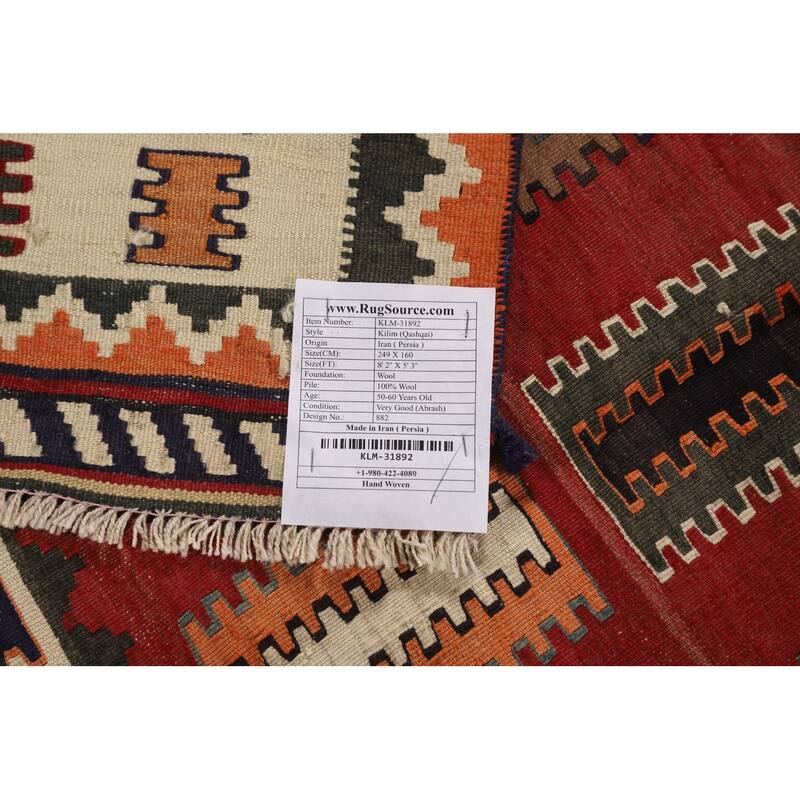 www.RugSource.com
Item Number: KLM-31892
Style Kilim (Qashqai)
Origin Iran ( Persia )
Size(CM): 249 X 160
Size(FT): 8' 2" X 5' 3"
Foundation: Wool
Pile: 100% Wool
Age: 50-60 Years Old
Condition: Very Good (Abrash)
Design No.: 882
Made in Iran ( Persia )
KLM-31892
+1-980-422-4080
Hand Woven